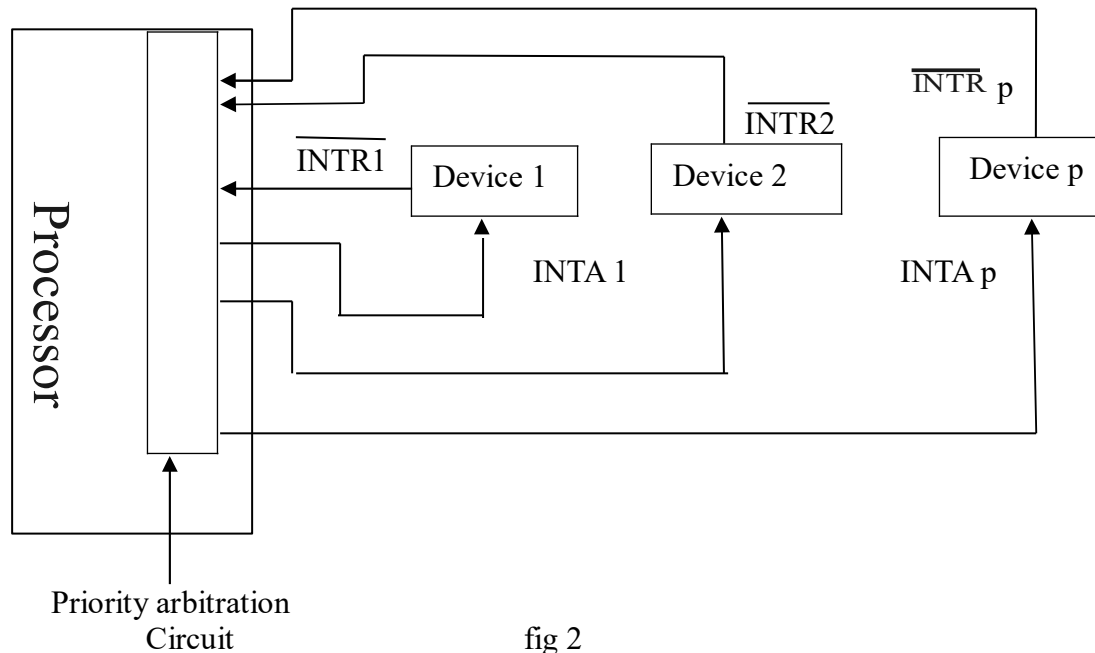 INTR p
INTR2
INTR1
Device 1
Device 2
Device p
Processor
INTA 1
INTA p
Priority arbitration
Circuit
fig 2